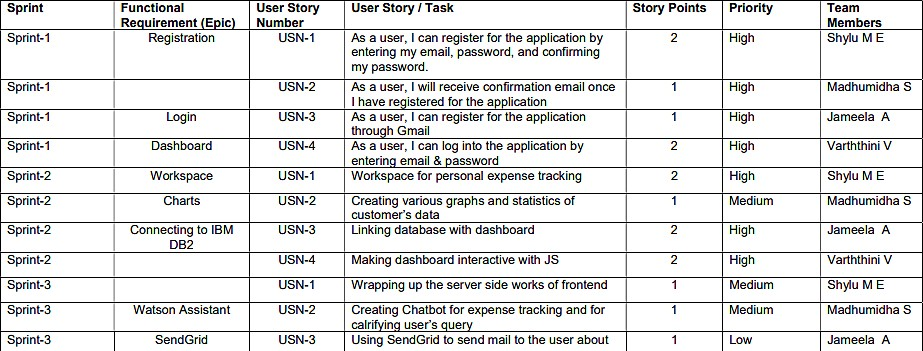 Sprint Functional Requirement (Epic) User Story Number User Story / Task Story Points Priority Team Members
Sprint-1 Registration USN-1 As a user, I can register for the application by entering my email, password, and confirming my password. 2 High Shylu M E
Sprint-1 USN-2 As a user, I will receive confirmation email once I have registered for the application 1 High Madhumidha S
Sprint-1 Login USN-3 As a user, I can register for the application through Gmail 1 High Jameela A
Sprint-1 Dashboard USN-4 As a user, I can log into the application by entering email & password 2 High Varththini V
Sprint-2 Workspace USN-1 Workspace for personal expense tracking 2 High Shylu M E
Sprint-2 Charts USN-2 Creating various graphs and statistics of customer's data 1 Medium Madhumidha S
Sprint-2 Connecting to IBM DB2 USN-3 Linking database with dashboard 2 High Jameela A
Sprint-2 USN-4 Making dashboard interactive with JS 2 High Varththini V
Sprint-3 USN-1 Wrapping up the server side works of frontend 1 Medium Shylu M E
Sprint-3 Watson Assistant USN-2 Creating Chatbot for expense tracking and for calrifying user's query 1 Medium Madhumidha S
Sprint-3 SendGrid USN-3 Using SendGrid to send mail to the user about 1 Low Jameela A